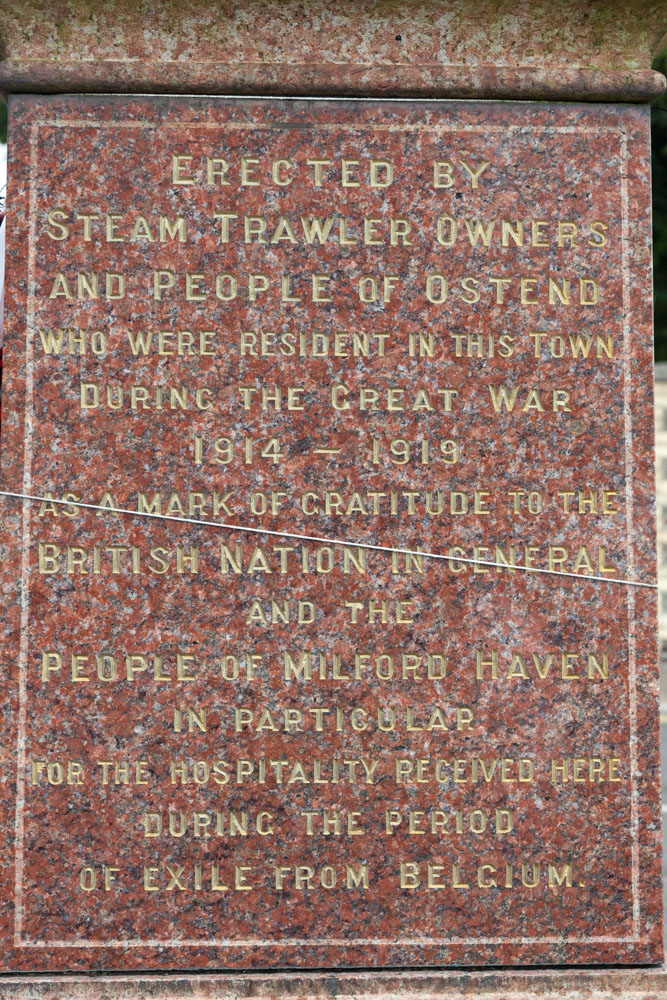 ERECTED BY
STEAM TRAWLER OWNERS
AND PEOPLE OF OSTEND
WHO WERE RESIDENT IN THIS TOWN
DURING THE GREAT WAR
1914 — 1919
AS A MARK OF GRATITUDE TO THE
BRITISH NATION IN GENERAL
AND THE
PEOPLE OF MILFORD HAVEN
IN PARTICULAR
FOR THE HOSPITALITY RECEIVED HERE
DURING THE PERIOD
OF EXILE FROM BELGIUM.